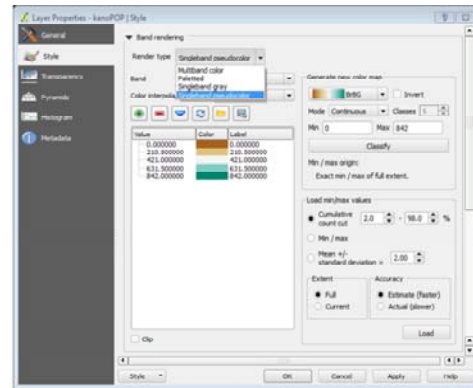 Layer Properties - kanoPOP | Style
General
Style
Transparency
Pyramids
Histogram
Metadata
Band rendering
Render type Singleband pseudocolor
Multiband color
Paletted
Singleband gray
Singleband pseudocolor
Band
Color interpola
Value Color Label
0.000000 0.000000
210.500000 210.500000
421.000000 421.000000
631.500000 631.500000
842.000000 842.000000
Clip
Generate new color map
BrBG Invert
Mode Continuous Classes 5
Min 0 Max 842
Classify
Min / max origin:
Exact min / max of full extent.
Load min/max values
Cumulative count cut 2.0 - 98.0 %
Min / max
Mean +/- standard deviation × 2.00
Extent Accuracy
Full Estimate (faster)
Current Actual (slower)
Load
Style OK Cancel Apply Help